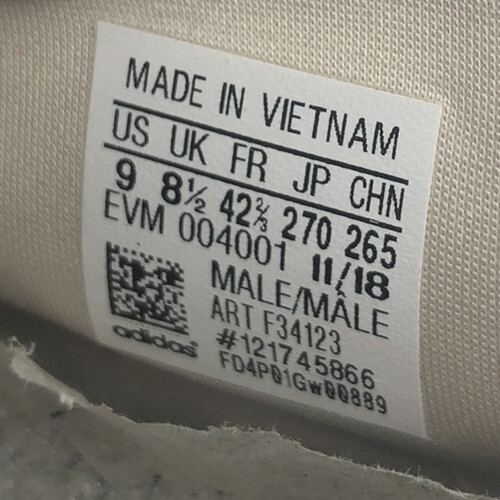 MADE IN VIETNAM
US UK FR JP CHN
9 8½ 42⅔ 270 265
EVM 004001 11/18
MALE/MÂLE
ART F34123
#121745866
FD4P01GW00889
adidas